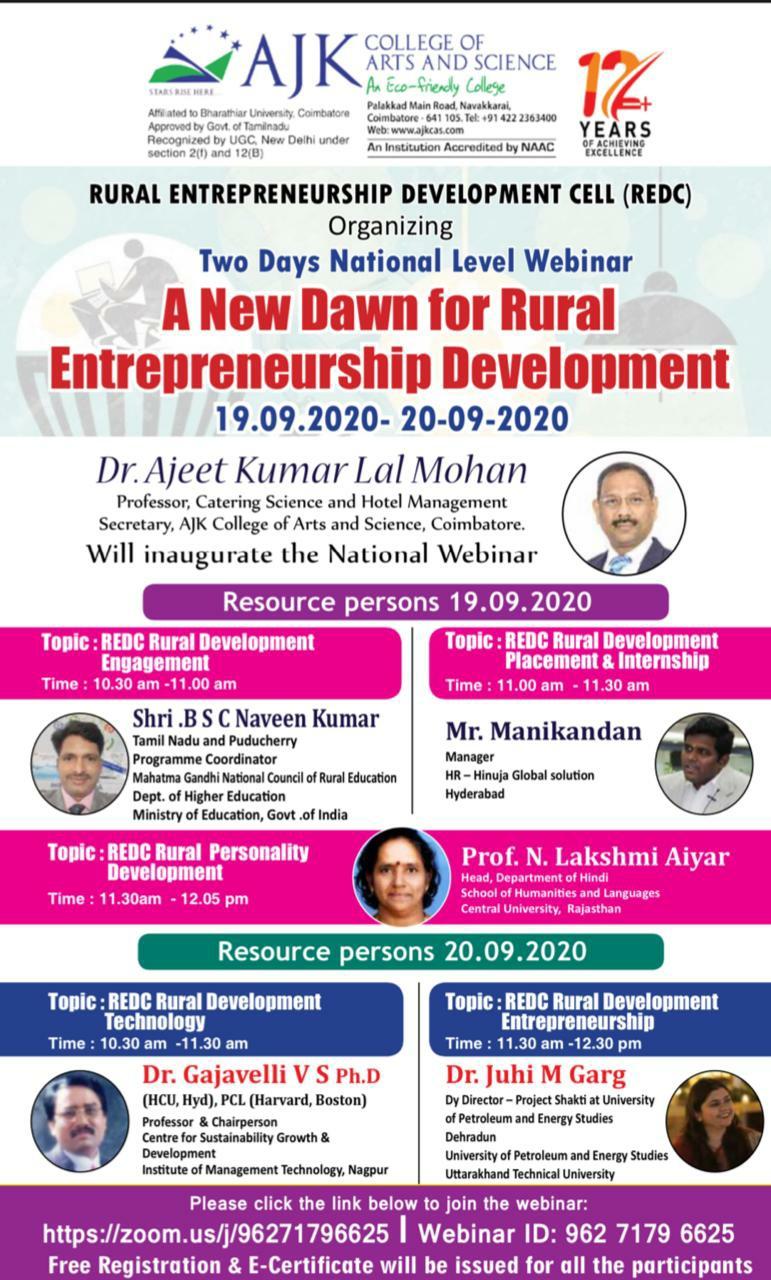 AJK
COLLEGE OF
ARTS AND SCIENCE
An Eco-friendly College
STARS RISE HERE...
Affiliated to Bharathiar University, Coimbatore
Approved by Govt. of Tamilnadu
Recognized by UGC, New Delhi under
section 2(f) and 12(B)
Palakkad Main Road, Navakkarai,
Coimbatore - 641 105. Tel: +91 422 2363400
Web: www.ajkcas.com
An Institution Accredited by NAAC
12+
YEARS
OF ACHIEVING
EXCELLENCE
RURAL ENTREPRENEURSHIP DEVELOPMENT CELL (REDC)
Organizing
Two Days National Level Webinar
A New Dawn for Rural
Entrepreneurship Development
19.09.2020- 20-09-2020
Dr. Ajeet Kumar Lal Mohan
Professor, Catering Science and Hotel Management
Secretary, AJK College of Arts and Science, Coimbatore.
Will inaugurate the National Webinar
Resource persons 19.09.2020
Topic : REDC Rural Development
Engagement
Time : 10.30 am -11.00 am
Shri .B S C Naveen Kumar
Tamil Nadu and Puducherry
Programme Coordinator
Mahatma Gandhi National Council of Rural Education
Dept. of Higher Education
Ministry of Education, Govt .of India
Topic : REDC Rural Development
Placement & Internship
Time : 11.00 am - 11.30 am
Mr. Manikandan
Manager
HR – Hinuja Global solution
Hyderabad
Topic : REDC Rural Personality
Development
Time : 11.30am - 12.05 pm
Prof. N. Lakshmi Aiyar
Head, Department of Hindi
School of Humanities and Languages
Central University, Rajasthan
Resource persons 20.09.2020
Topic : REDC Rural Development
Technology
Time : 10.30 am -11.30 am
Dr. Gajavelli V S Ph.D
(HCU, Hyd), PCL (Harvard, Boston)
Professor & Chairperson
Centre for Sustainability Growth &
Development
Institute of Management Technology, Nagpur
Topic : REDC Rural Development
Entrepreneurship
Time : 11.30 am -12.30 pm
Dr. Juhi M Garg
Dy Director – Project Shakti at University
of Petroleum and Energy Studies
Dehradun
University of Petroleum and Energy Studies
Uttarakhand Technical University
Please click the link below to join the webinar:
https://zoom.us/j/96271796625 | Webinar ID: 962 7179 6625
Free Registration & E-Certificate will be issued for all the participants